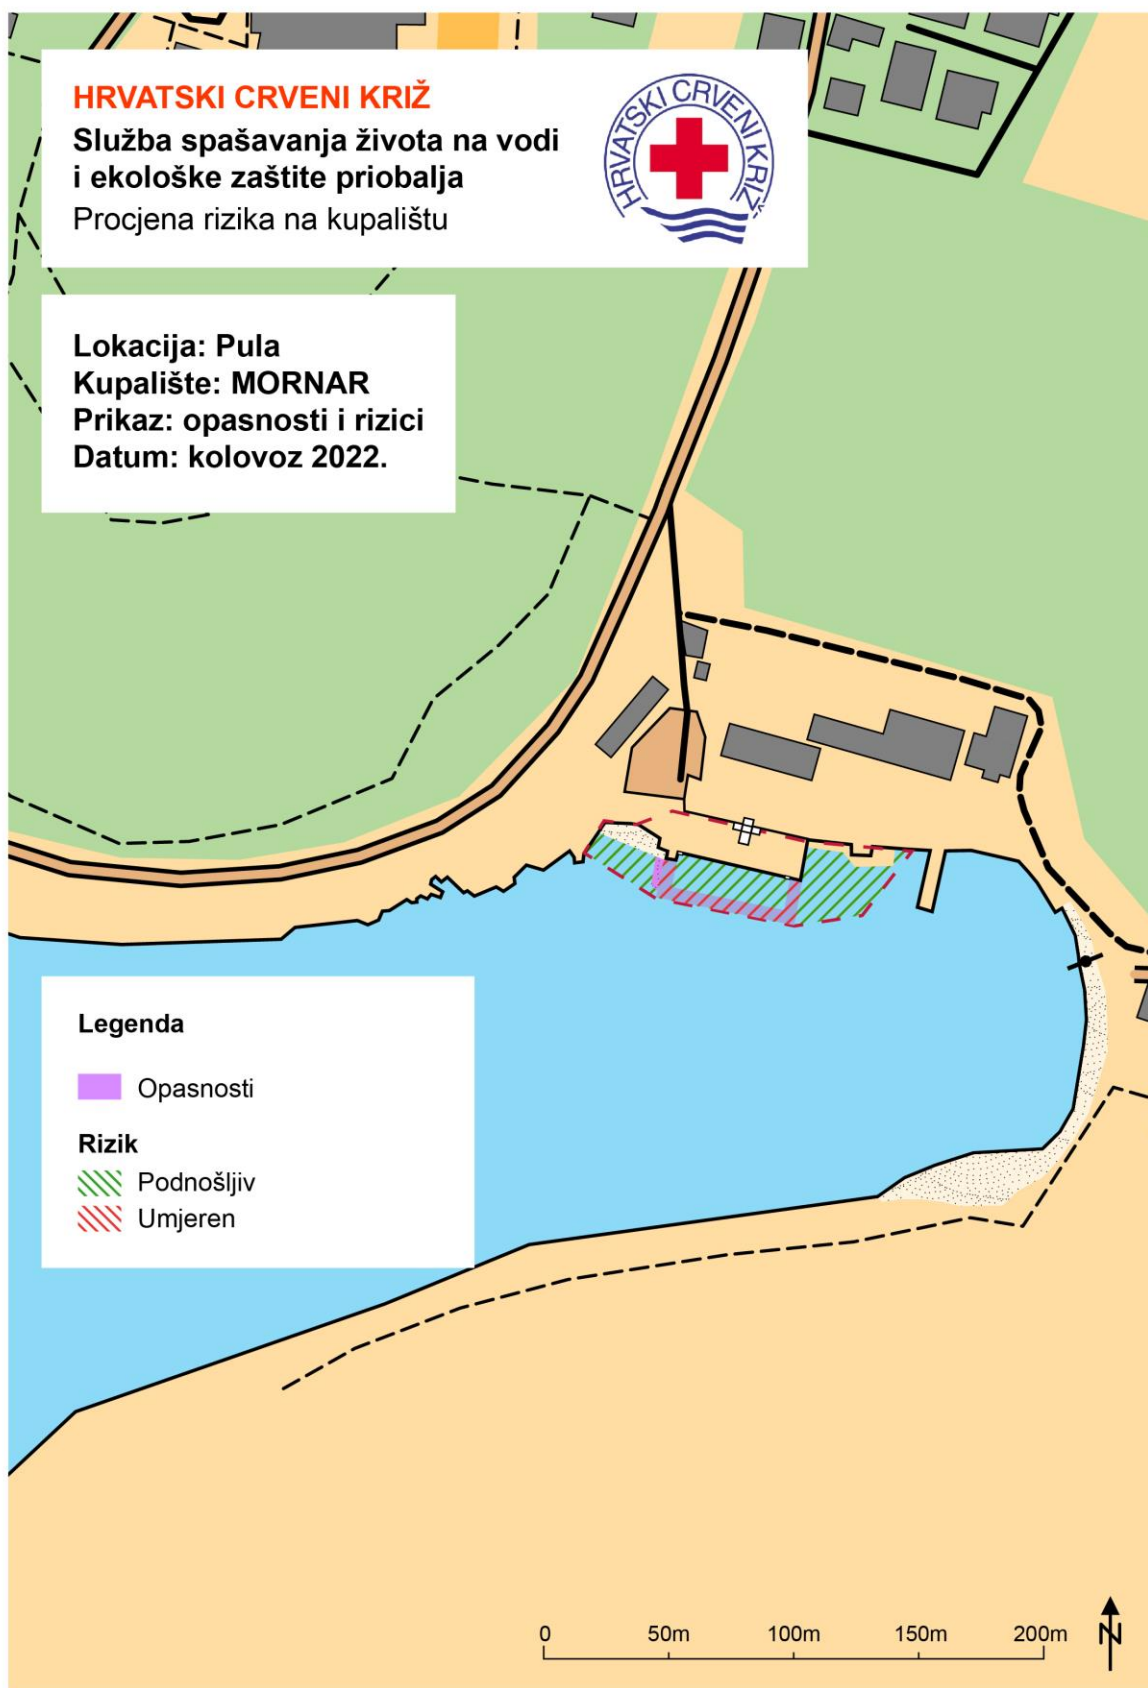 HRVATSKI CRVENI KRIŽ
Služba spašavanja života na vodi
i ekološke zaštite priobalja
Procjena rizika na kupalištu
HRVATSKI CRVENI KRIŽ
Lokacija: Pula
Kupalište: MORNAR
Prikaz: opasnosti i rizici
Datum: kolovoz 2022.
Legenda
Opasnosti
Rizik
Podnošljiv
Umjeren
0 50m 100m 150m 200m
N